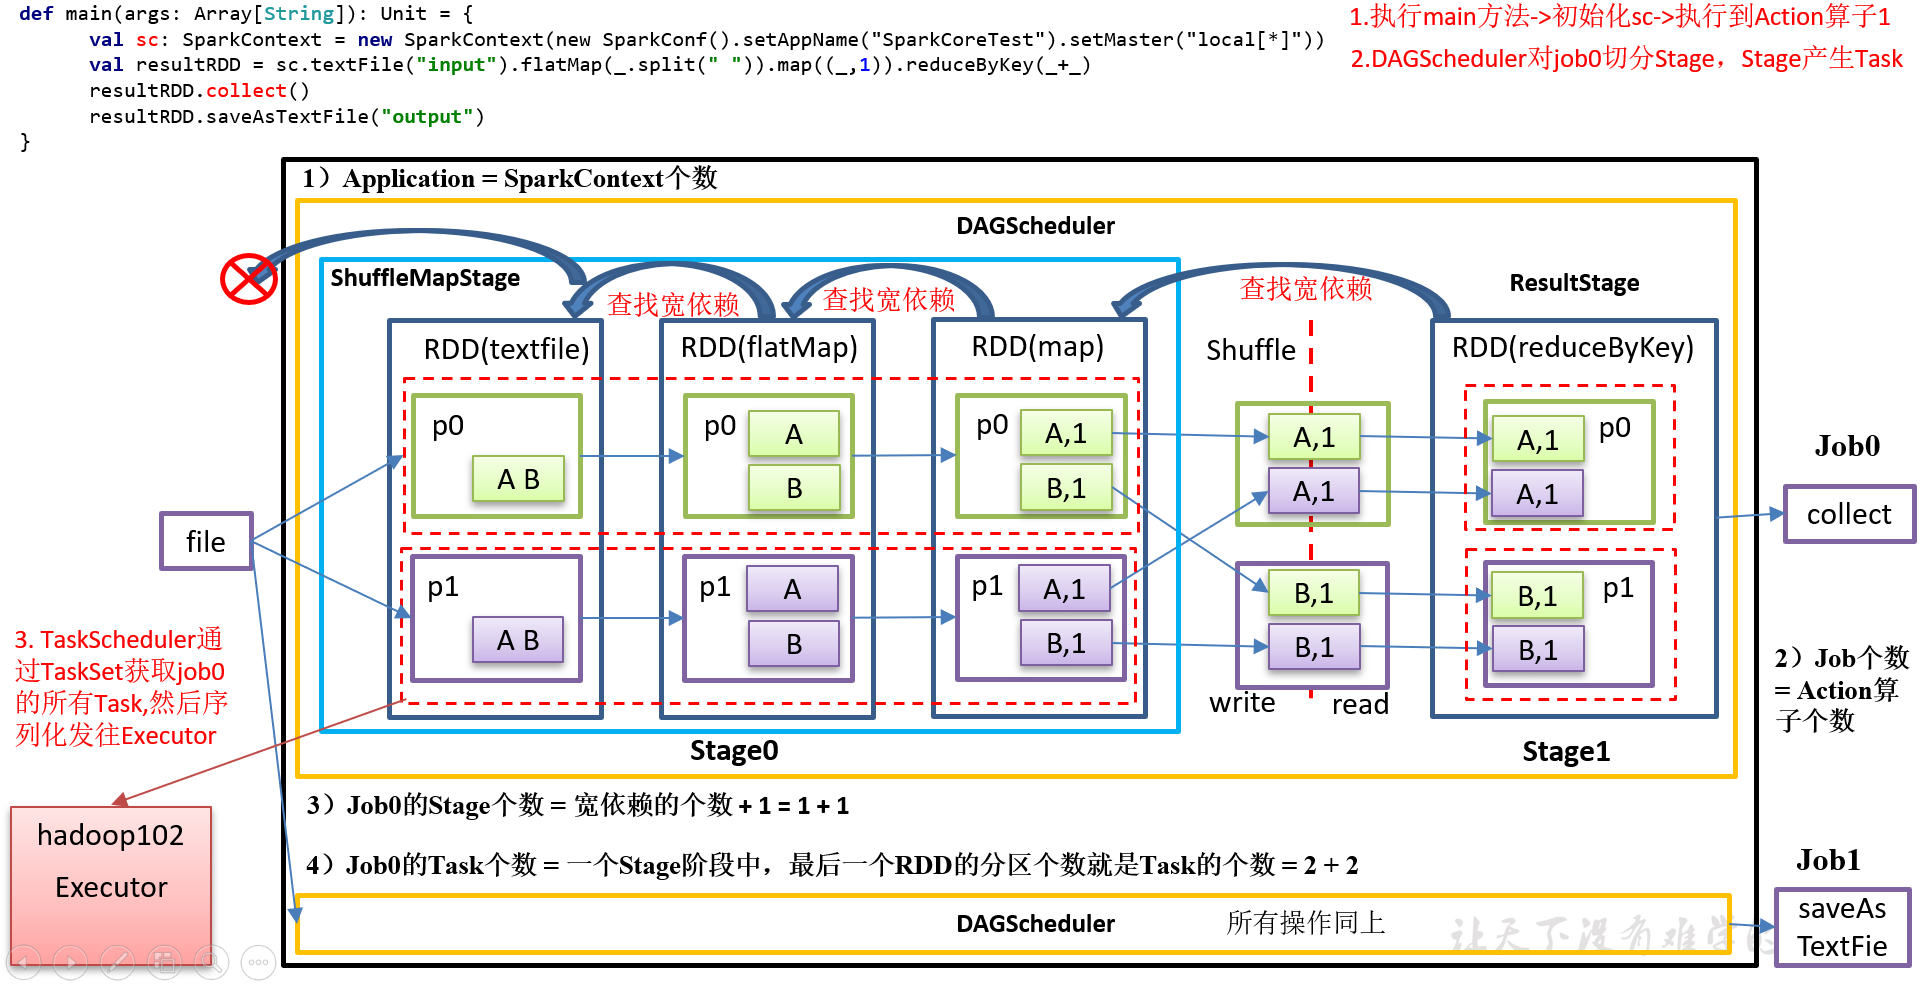 def main(args: Array[String]): Unit = {
val sc: SparkContext = new SparkContext(new SparkConf().setAppName("SparkCoreTest").setMaster("local[*]"))
val resultRDD = sc.textFile("input").flatMap(_.split(" ")).map((_,1)).reduceByKey(_+_)
resultRDD.collect()
resultRDD.saveAsTextFile("output")
}
1.执行main方法->初始化sc->执行到Action算子1
2.DAGScheduler对job0切分Stage，Stage产生Task
1）Application = SparkContext个数
DAGScheduler
ShuffleMapStage
查找宽依赖
查找宽依赖
查找宽依赖
ResultStage
RDD(textfile)
RDD(flatMap)
RDD(map)
Shuffle
RDD(reduceByKey)
p0
A B
p0
A
B
p0
A,1
B,1
A,1
A,1
A,1
A,1
p0
Job0
collect
file
p1
A B
p1
A
B
p1
A,1
B,1
B,1
B,1
B,1
B,1
p1
write
read
Stage0
Stage1
3. TaskScheduler通
过TaskSet获取job0
的所有Task,然后序
列化发往Executor
2）Job个数
= Action算
子个数
hadoop102
Executor
3）Job0的Stage个数 = 宽依赖的个数 + 1 = 1 + 1
4）Job0的Task个数 = 一个Stage阶段中，最后一个RDD的分区个数就是Task的个数 = 2 + 2
DAGScheduler
所有操作同上
让天下没有难学的
Job1
saveAs
TextFie